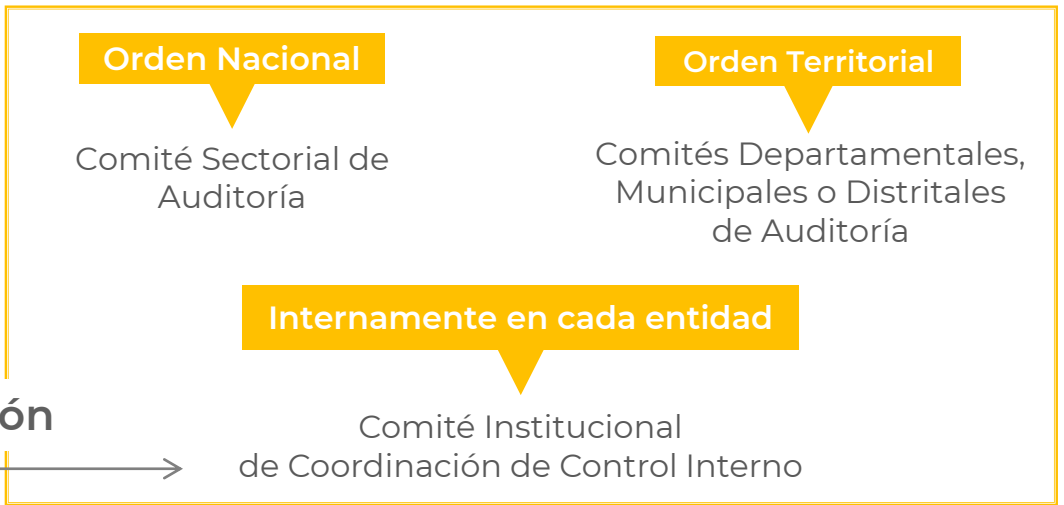 Orden Nacional
Comité Sectorial de
Auditoría
Orden Territorial
Comités Departamentales,
Municipales o Distritales
de Auditoría
Internamente en cada entidad
ón
Comité Institucional
de Coordinación de Control Interno